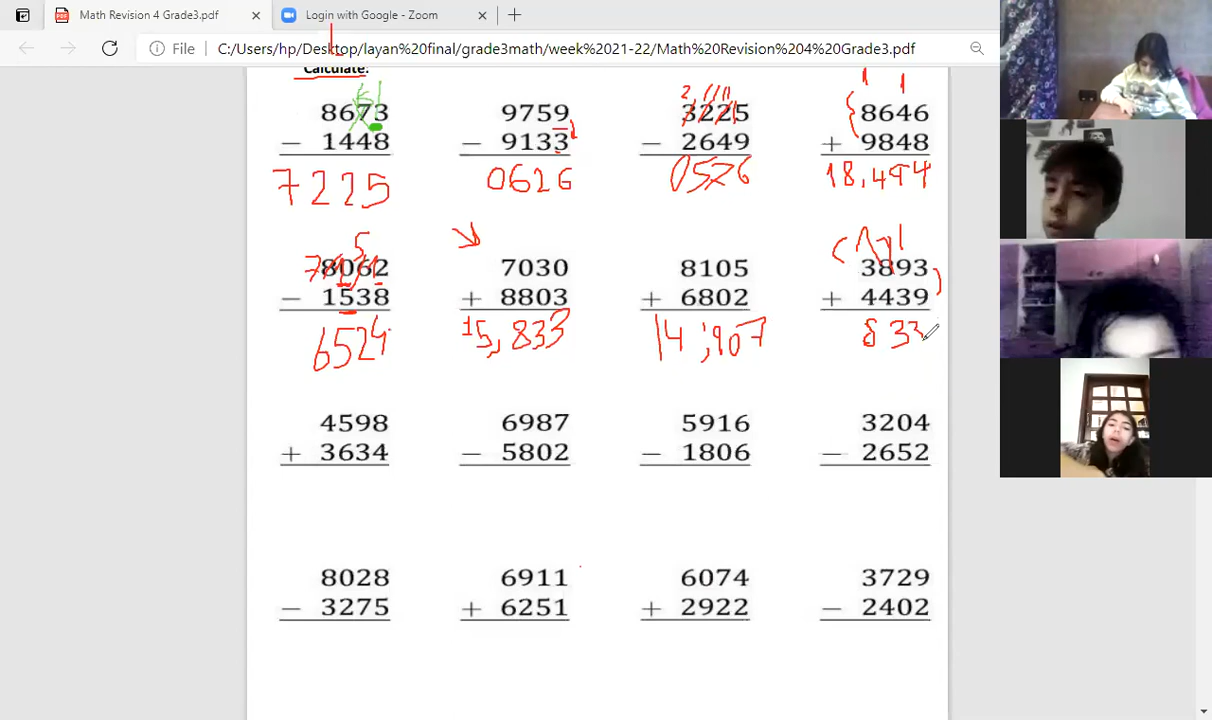 Math Revision 4 Grade3.pdf
Login with Google - Zoom
File C:/Users/hp/Desktop/layan%20final/grade3math/week%2021-22/Math%20Revision%204%20Grade3.pdf
Calculate:
8673 9759 3225 8646
- 1448 - 9133 - 2649 + 9848
7225 0626 0576 18,494
8062 7030 8105 3893
- 1538 + 8803 + 6802 + 4439
6524 15,833 14,907 833
4598 6987 5916 3204
+ 3634 - 5802 - 1806 - 2652
8028 6911 6074 3729
- 3275 + 6251 + 2922 - 2402